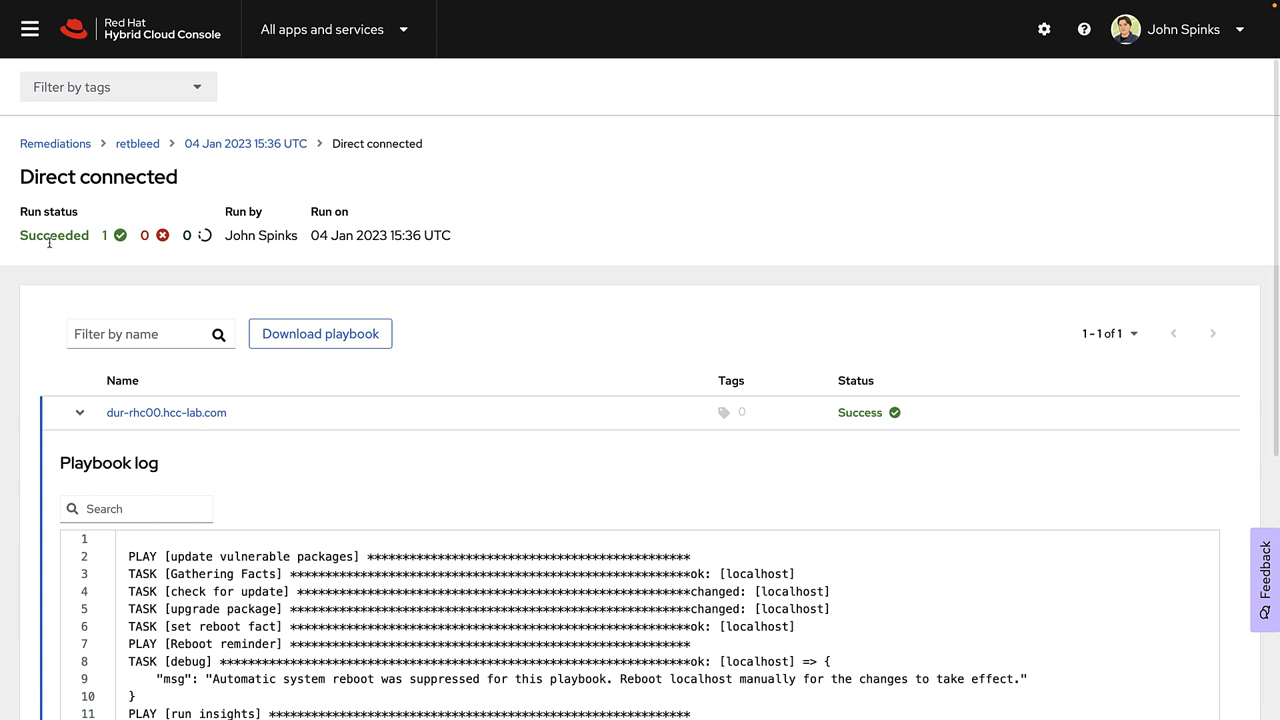 Red Hat
Hybrid Cloud Console
All apps and services
John Spinks
Filter by tags
Remediations > retbleed > 04 Jan 2023 15:36 UTC > Direct connected
Direct connected
Run status Run by Run on
Succeeded 1 0 0 John Spinks 04 Jan 2023 15:36 UTC
Filter by name Download playbook 1 - 1 of 1
Name Tags Status
dur-rhc00.hcc-lab.com 0 Success
Playbook log
Search
1
2 PLAY [update vulnerable packages] **********************************************
3 TASK [Gathering Facts] *********************************************************ok: [localhost]
4 TASK [check for update] ********************************************************changed: [localhost]
5 TASK [upgrade package] *********************************************************changed: [localhost]
6 TASK [set reboot fact] *********************************************************ok: [localhost]
7 PLAY [Reboot reminder] *********************************************************
8 TASK [debug] *******************************************************************ok: [localhost] => {
9 "msg": "Automatic system reboot was suppressed for this playbook. Reboot localhost manually for the changes to take effect."
10 }
11 PLAY [run insights] ************************************************************
Feedback